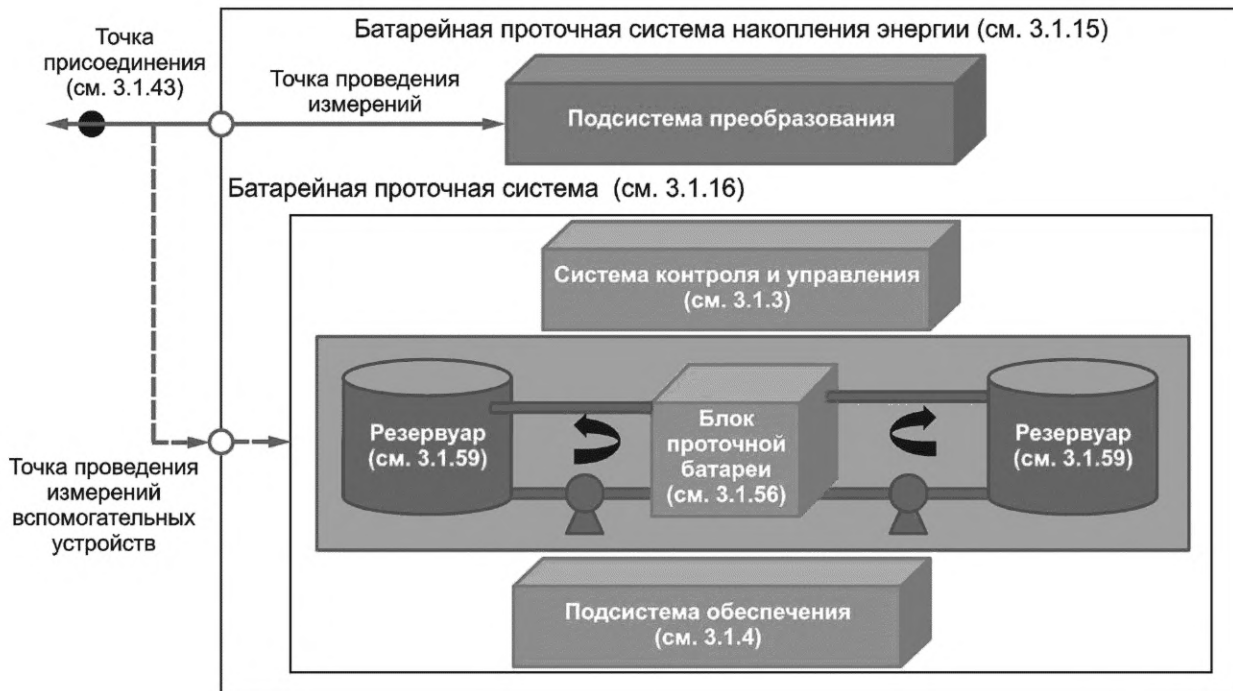 Батарейная проточная система накопления энергии (см. 3.1.15)
Точка
присоединения
(см. 3.1.43)
Точка проведения
измерений
Подсистема преобразования
Батарейная проточная система (см. 3.1.16)
Система контроля и управления
(см. 3.1.3)
Резервуар
(см. 3.1.59)
Блок
проточной
батареи
(см. 3.1.56)
Резервуар
(см. 3.1.59)
Точка проведения
измерений
вспомогательных
устройств
Подсистема обеспечения
(см. 3.1.4)